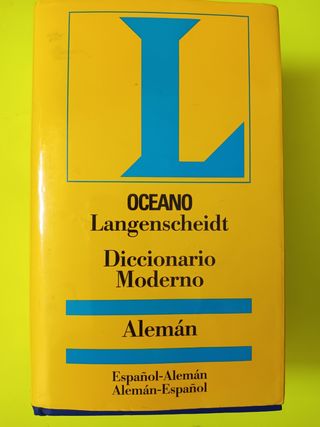 L
OCEANO
Langenscheidt
Diccionario
Moderno
Alemán
Español-Alemán
Alemán-Español